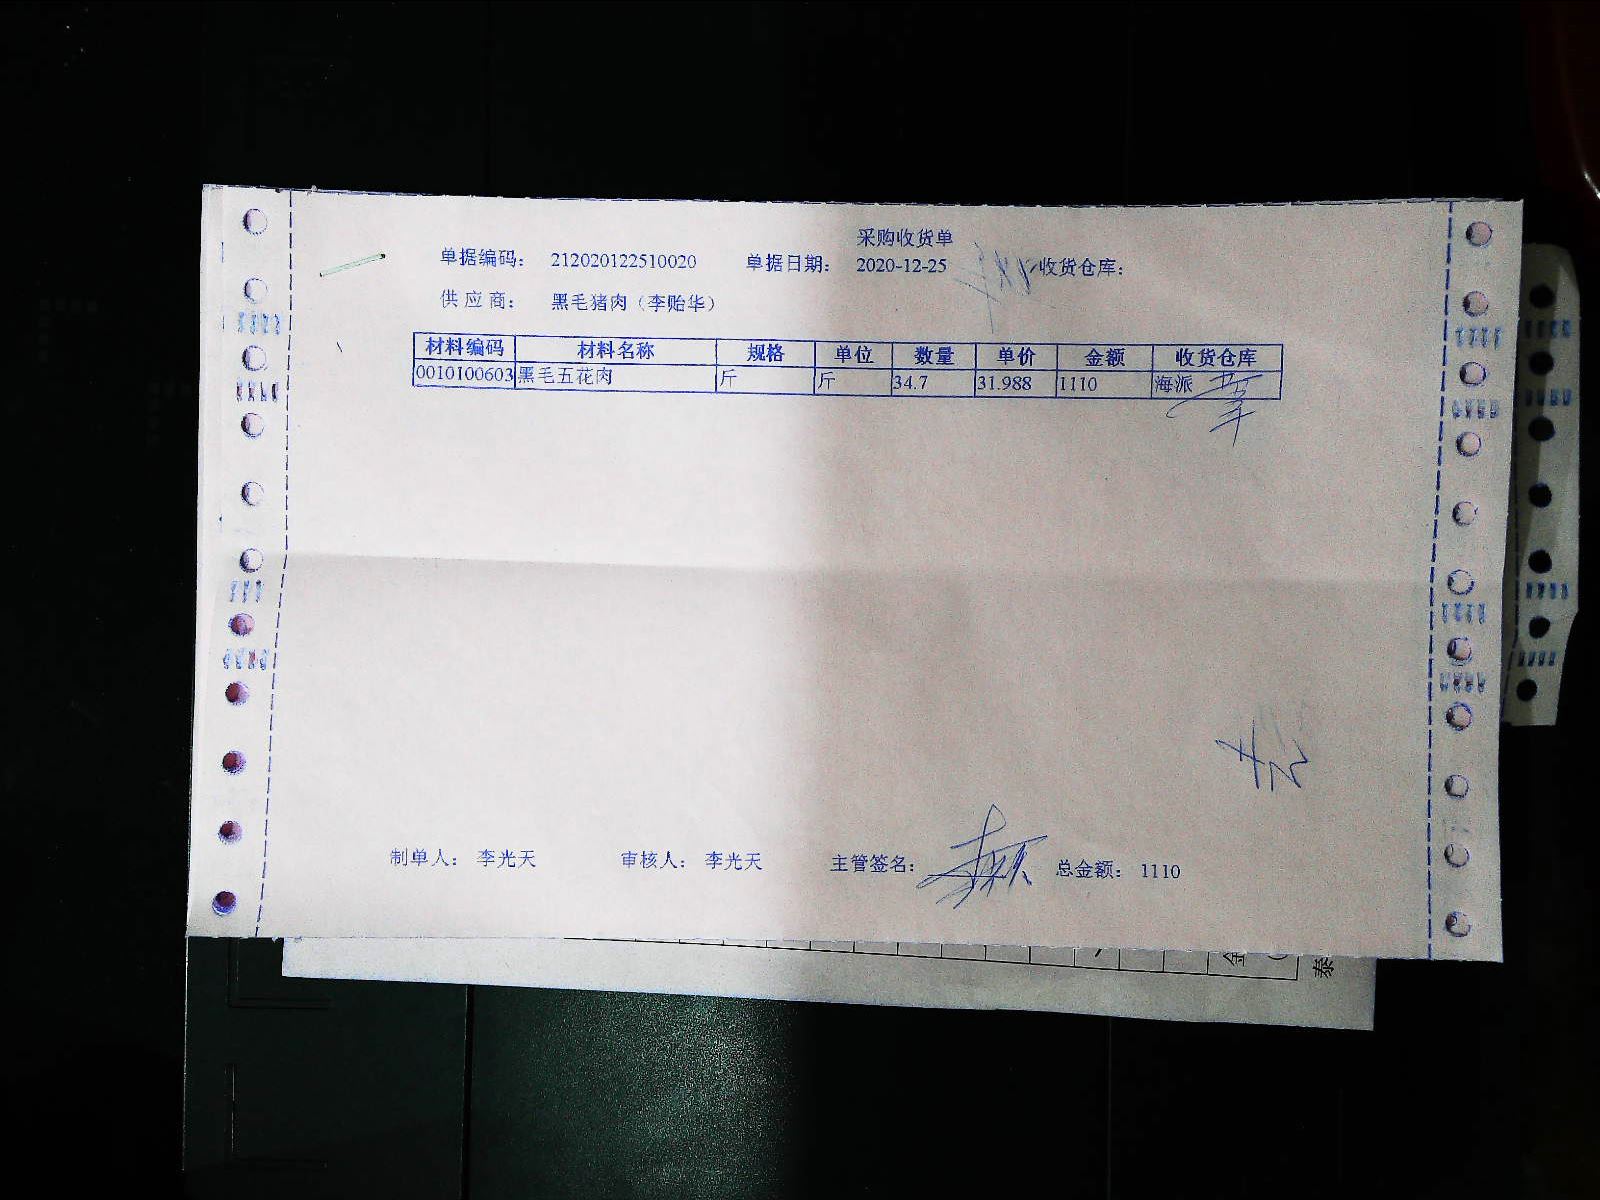 采购收货单
单据编码： 212020122510020 单据日期： 2020-12-25 收货仓库：
供 应 商： 黑毛猪肉（李贻华）
材料编码 材料名称 规格 单位 数量 单价 金额 收货仓库
0010100603 黑毛五花肉 斤 斤 34.7 31.988 1110 海派
制单人： 李光天 审核人： 李光天 主管签名： 总金额： 1110
金
泰